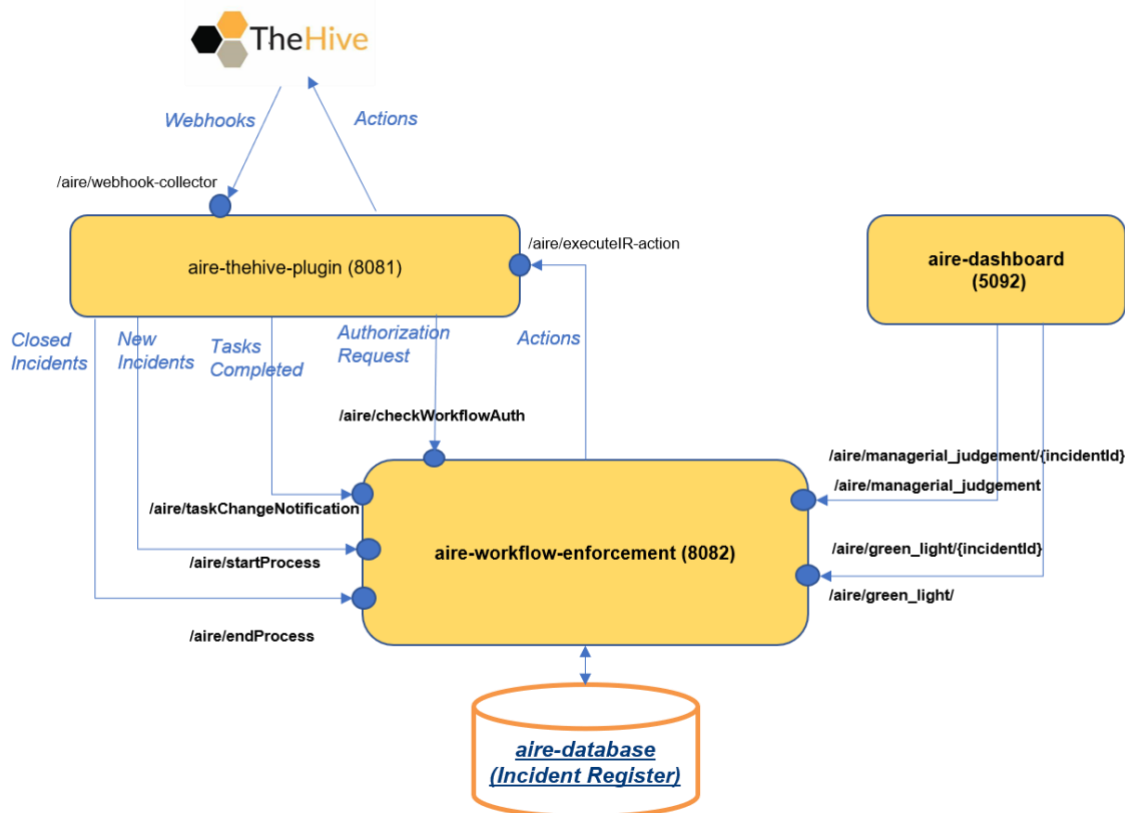 TheHive
Webhooks
Actions
/aire/webhook-collector
aire-thehive-plugin (8081)
/aire/executeIR-action
aire-dashboard
(5092)
Closed
Incidents
New
Incidents
Tasks
Completed
Authorization
Request
Actions
/aire/checkWorkflowAuth
/aire/managerial_judgement/{incidentId}
/aire/managerial_judgement
/aire/taskChangeNotification
aire-workflow-enforcement (8082)
/aire/green_light/{incidentId}
/aire/startProcess
/aire/green_light/
/aire/endProcess
aire-database
(Incident Register)